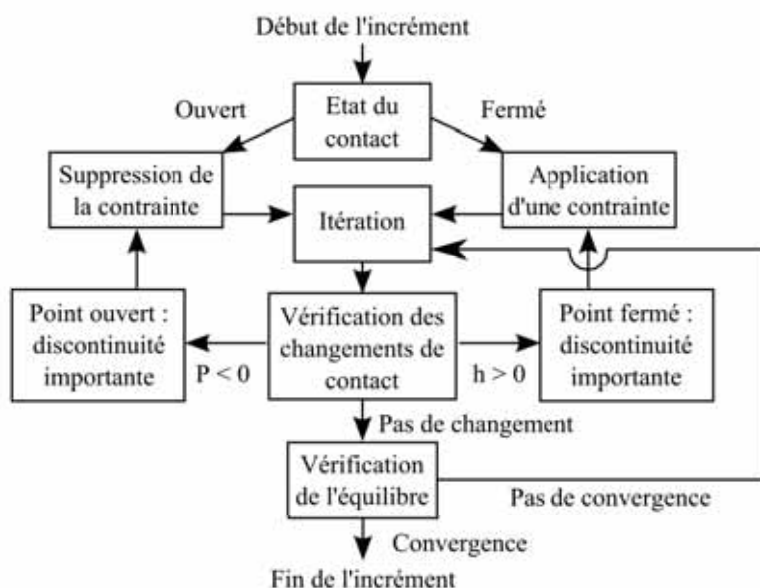 Début de l'incrément
Ouvert
Etat du
contact
Fermé
Suppression de
la contrainte
Itération
Application
d'une contrainte
Point ouvert :
discontinuité
importante
P < 0
Vérification des
changements de
contact
h > 0
Point fermé :
discontinuité
importante
Pas de changement
Vérification
de l'équilibre
Pas de convergence
Convergence
Fin de l'incrément